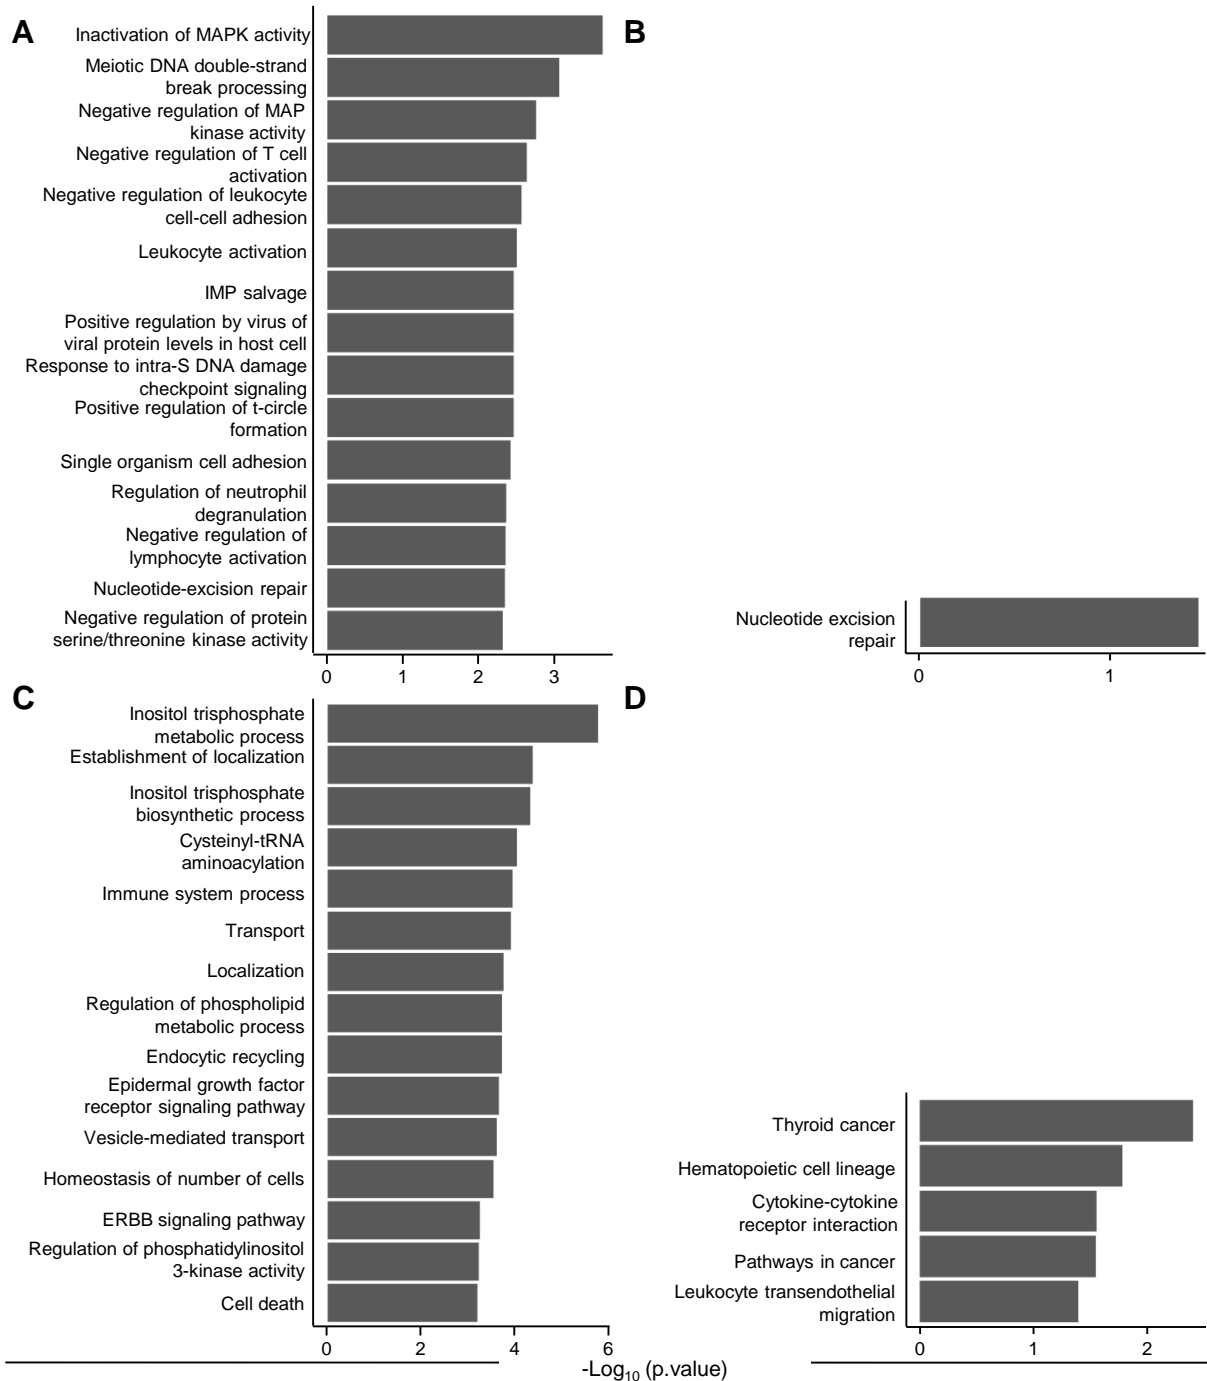 A
Inactivation of MAPK activity
Meiotic DNA double-strand
break processing
Negative regulation of MAP
kinase activity
Negative regulation of T cell
activation
Negative regulation of leukocyte
cell-cell adhesion
Leukocyte activation
IMP salvage
Positive regulation by virus of
viral protein levels in host cell
Response to intra-S DNA damage
checkpoint signaling
Positive regulation of t-circle
formation
Single organism cell adhesion
Regulation of neutrophil
degranulation
Negative regulation of
lymphocyte activation
Nucleotide-excision repair
Negative regulation of protein
serine/threonine kinase activity
0 1 2 3
B
Nucleotide excision
repair
0 1
C
Inositol trisphosphate
metabolic process
Establishment of localization
Inositol trisphosphate
biosynthetic process
Cysteinyl-tRNA
aminoacylation
Immune system process
Transport
Localization
Regulation of phospholipid
metabolic process
Endocytic recycling
Epidermal growth factor
receptor signaling pathway
Vesicle-mediated transport
Homeostasis of number of cells
ERBB signaling pathway
Regulation of phosphatidylinositol
3-kinase activity
Cell death
0 2 4 6
D
Thyroid cancer
Hematopoietic cell lineage
Cytokine-cytokine
receptor interaction
Pathways in cancer
Leukocyte transendothelial
migration
0 1 2
-Log₁₀ (p.value)